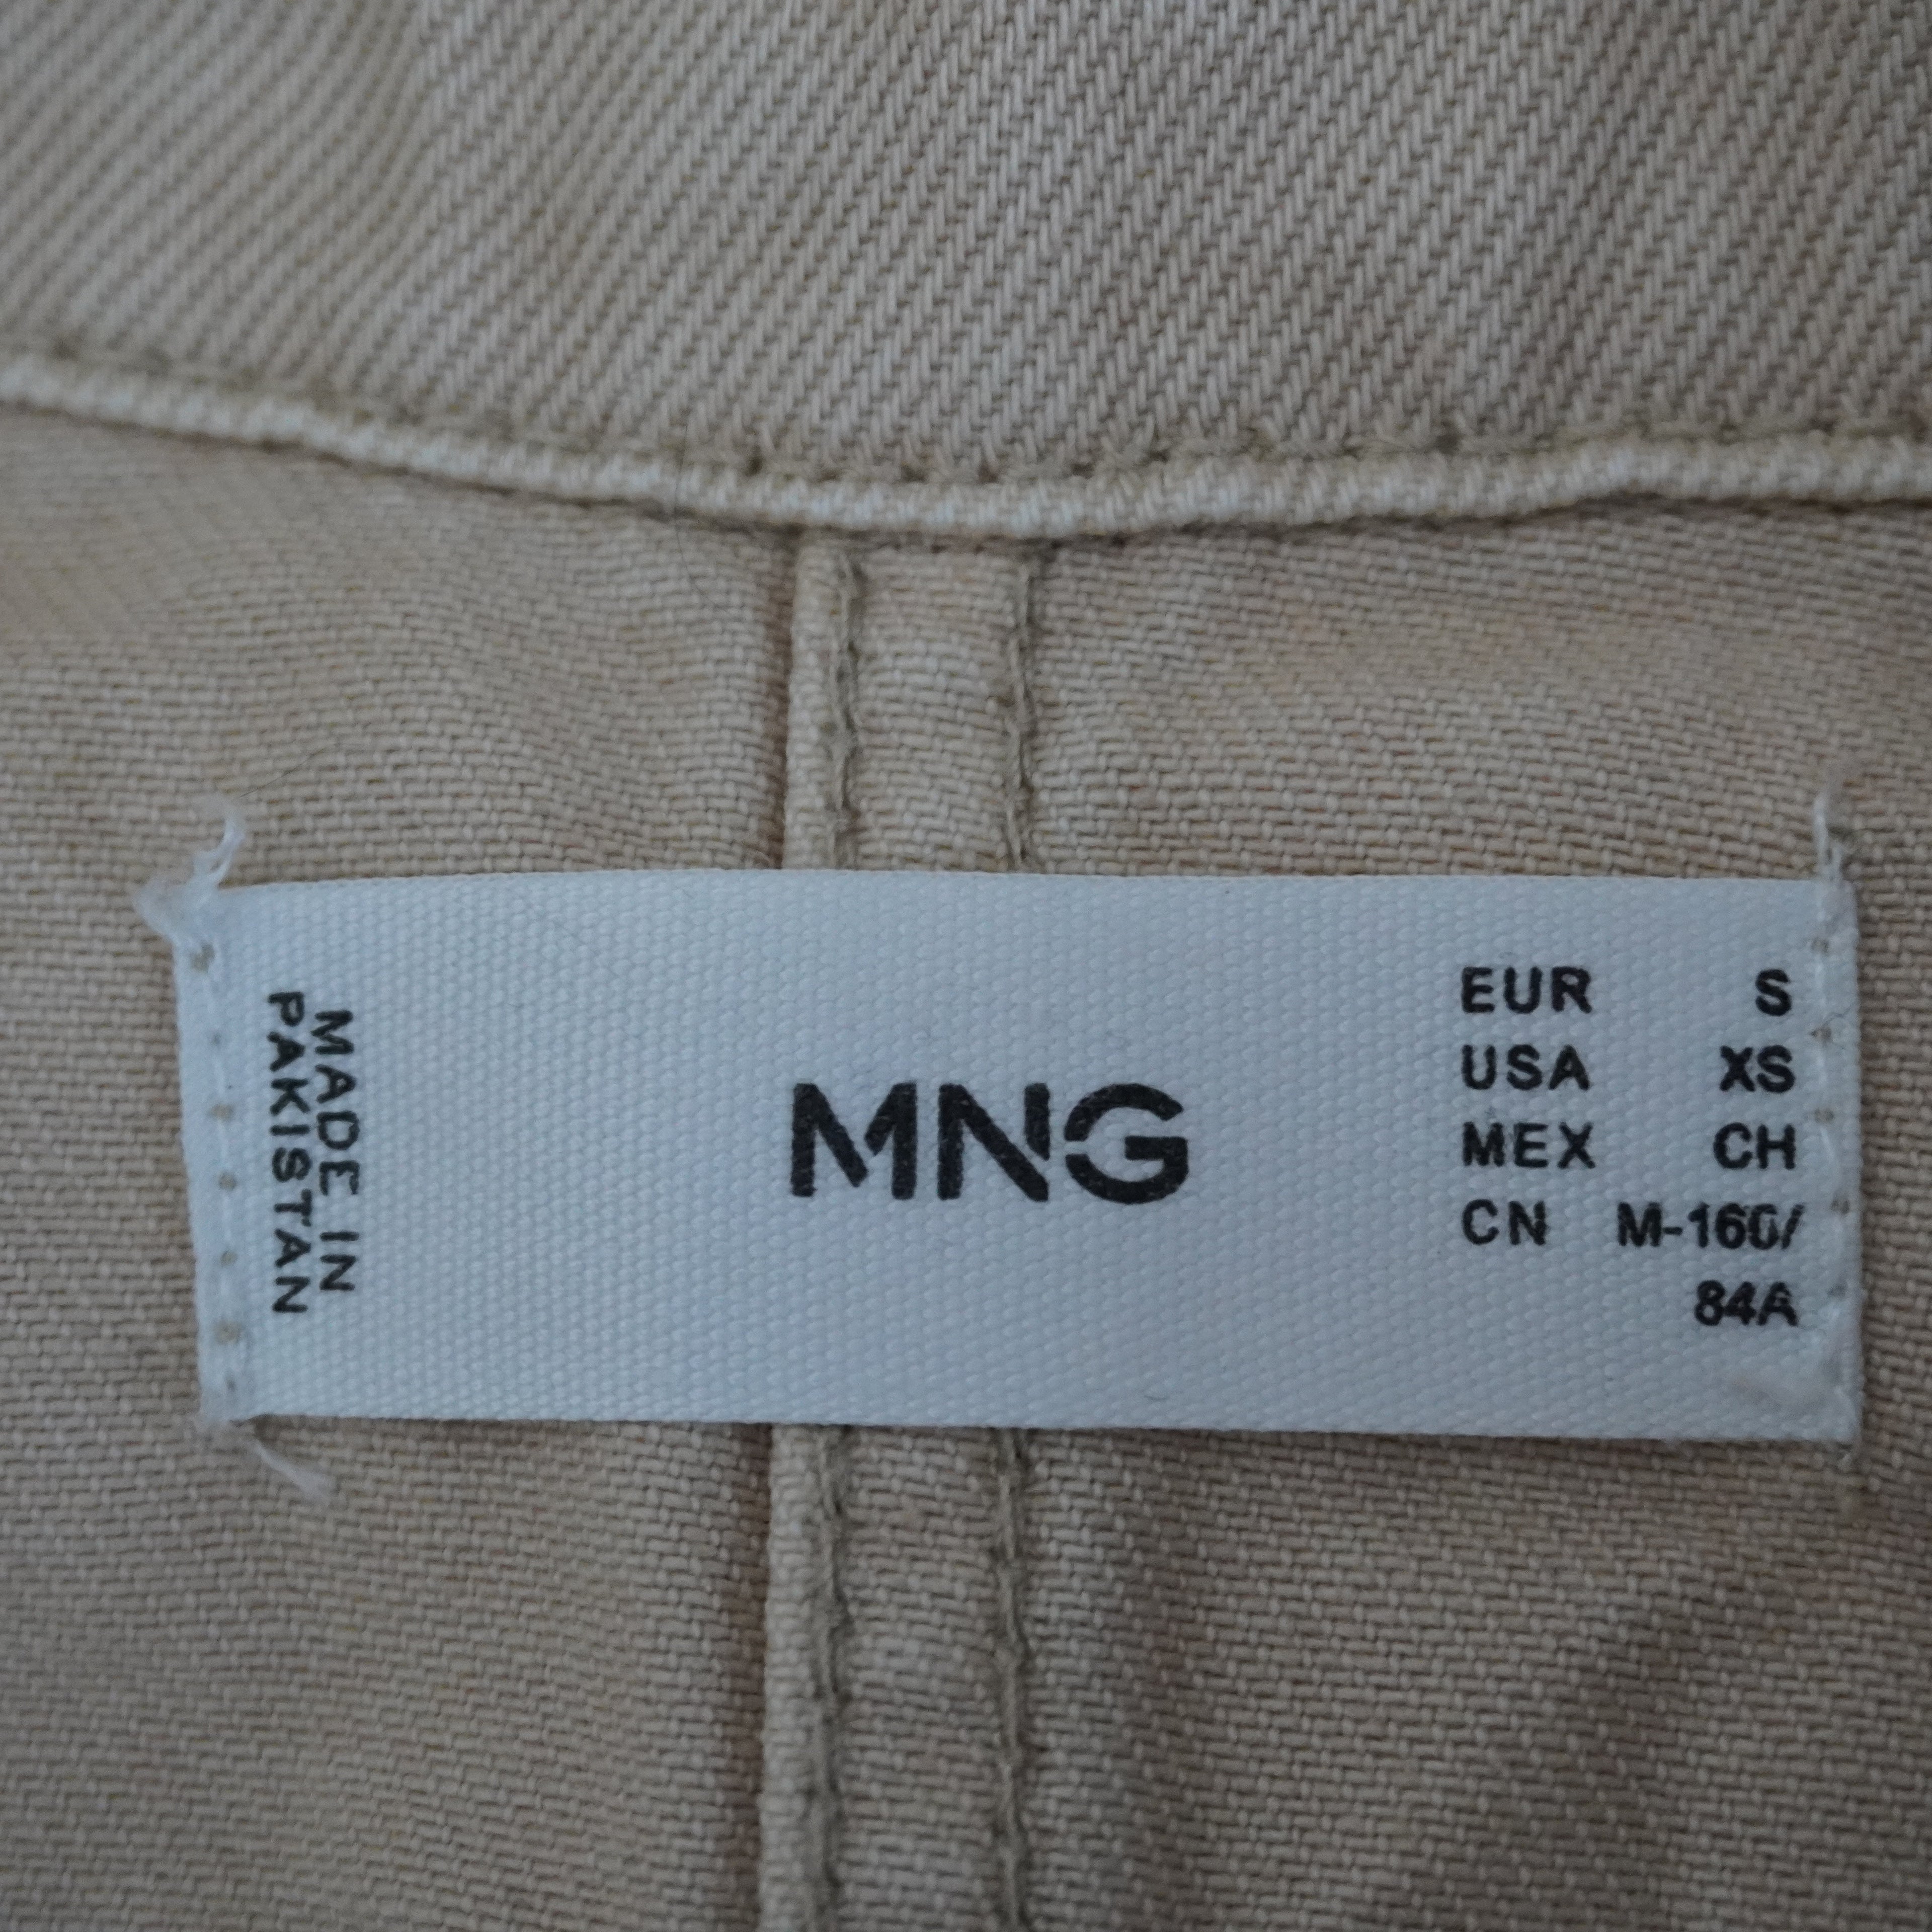 MADE IN
PAKISTAN
MNG
EUR S
USA XS
MEX CH
CN M-160/
84A